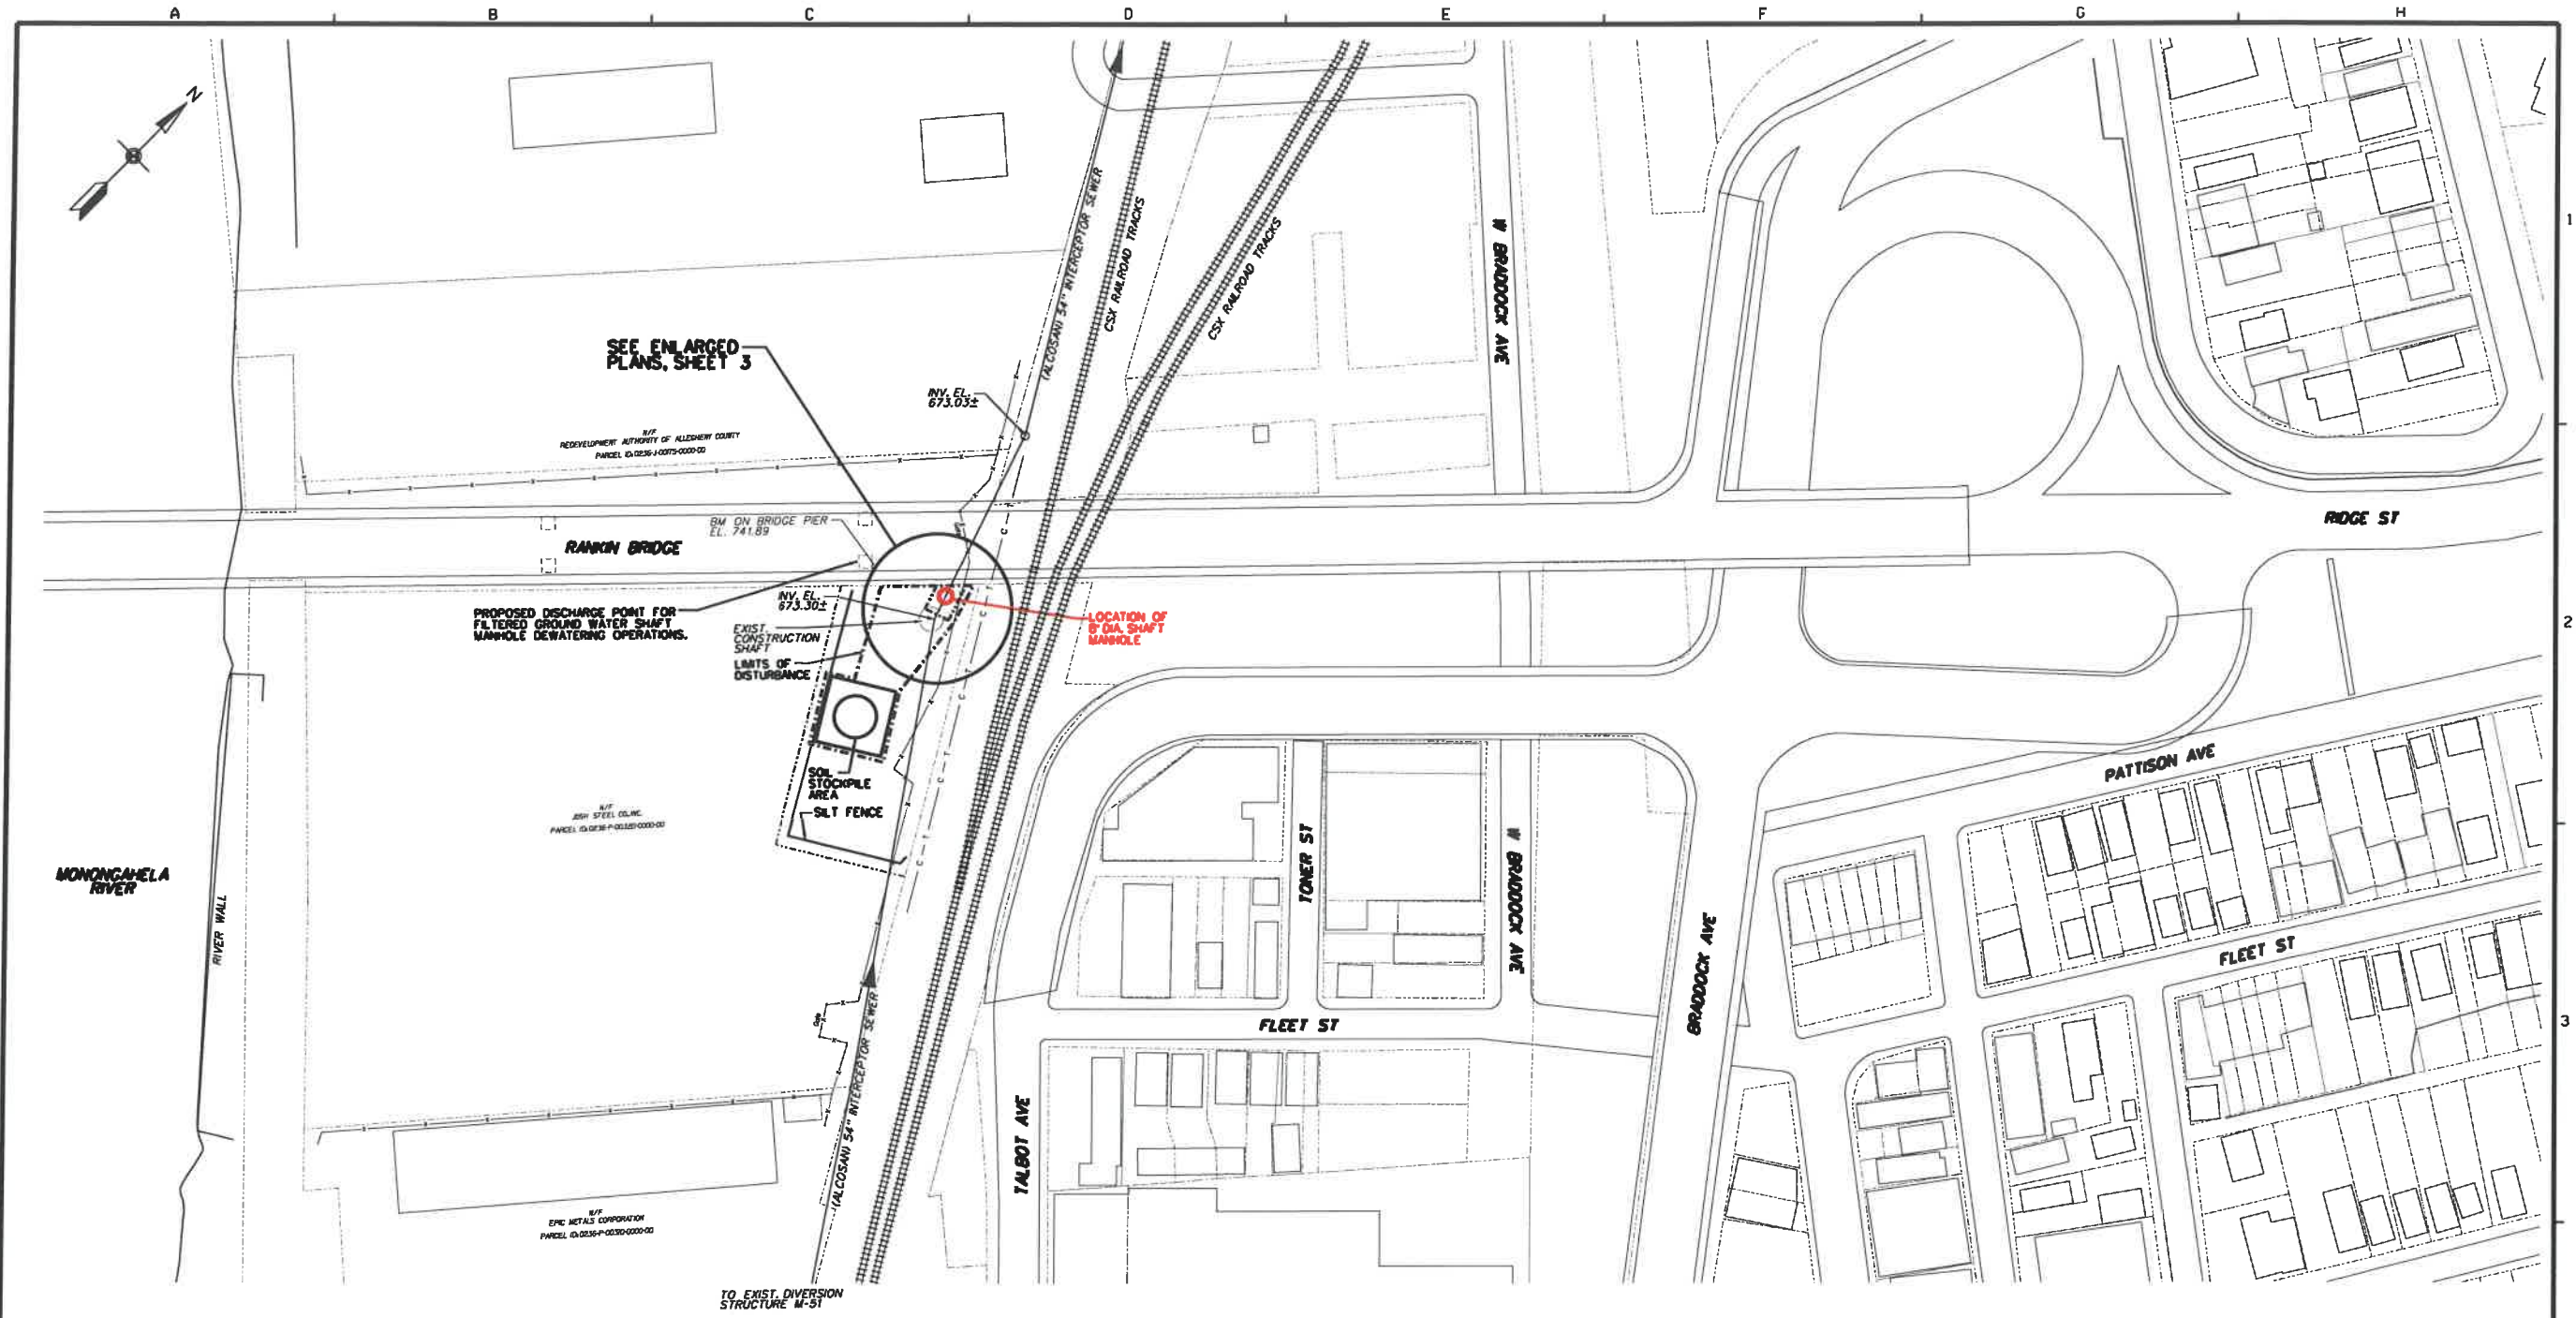 A
B
C
D
E
F
G
H
N
1
2
3
SEE ENLARGED
PLANS, SHEET 3
INV. EL.
673.03±
(ALCOSAN) 54" INTERCEPTOR SEWER
CSX RAILROAD TRACKS
CSX RAILROAD TRACKS
W BRADDOCK AVE
N/F
REDEVELOPMENT AUTHORITY OF ALLEGHENY COUNTY
BM ON BRIDGE PIER
EL. 741.89
RANKIN BRIDGE
RIDGE ST
PROPOSED DISCHARGE POINT FOR
FILTERED GROUND WATER SHAFT
MANHOLE DEWATERING OPERATIONS.
INV. EL.
673.30±
EXIST.
CONSTRUCTION
SHAFT
LIMITS OF
DISTURBANCE
LOCATION OF
8' DIA. SHAFT
MANHOLE
SOIL
STOCKPILE
AREA
SILT FENCE
N/F
MONONGAHELA
RIVER
RIVER WALL
PATTISON AVE
TONER ST
W BRADDOCK AVE
BRADDOCK AVE
FLEET ST
FLEET ST
Gate
(ALCOSAN) 54" INTERCEPTOR SEWER
TALBOT AVE
N/F
EPIC METALS CORPORATION
TO EXIST. DIVERSION
STRUCTURE M-51